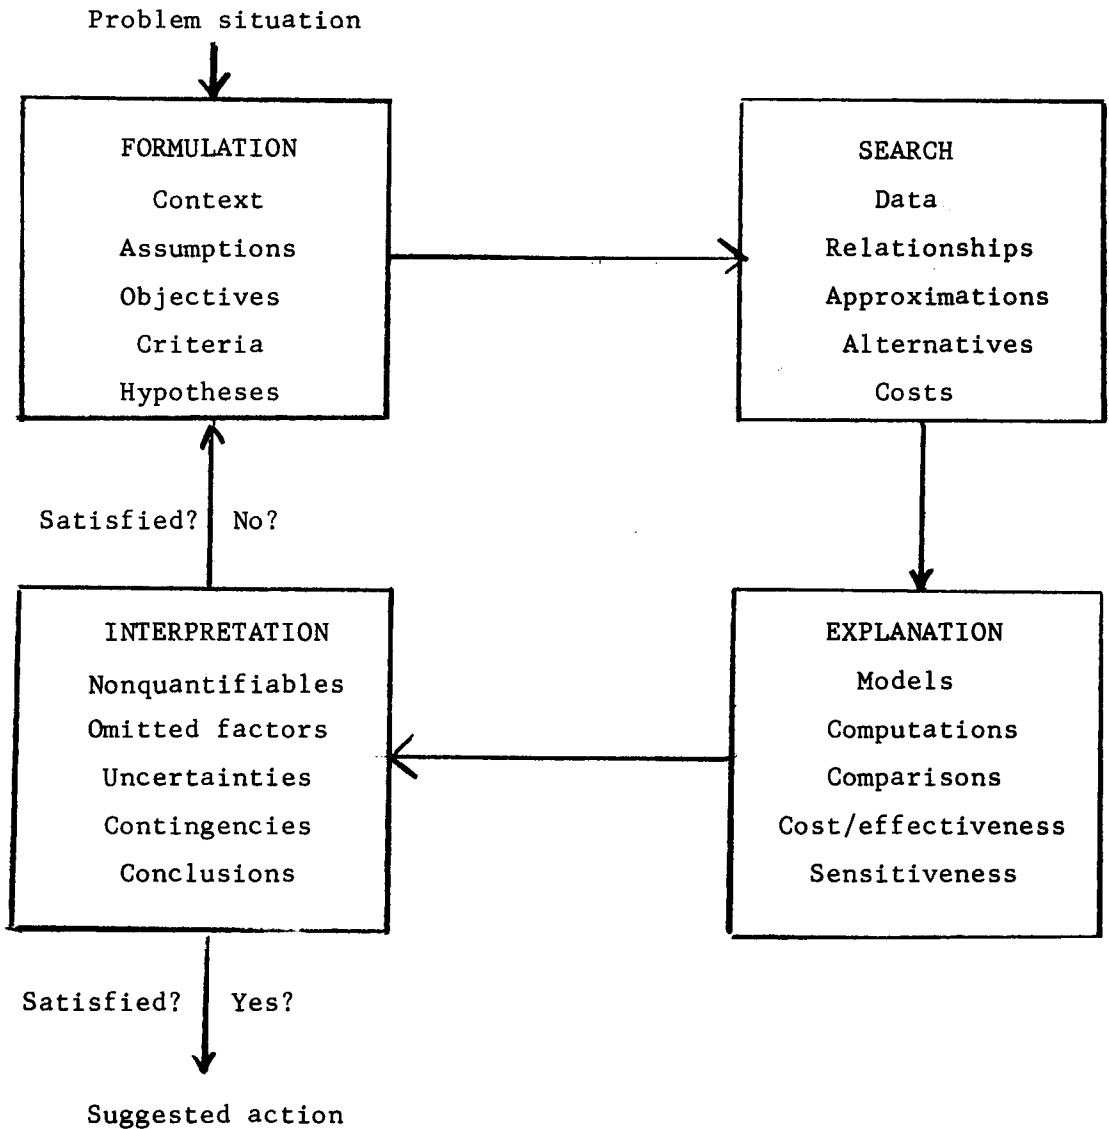 Problem situation
FORMULATION
Context
Assumptions
Objectives
Criteria
Hypotheses
SEARCH
Data
Relationships
Approximations
Alternatives
Costs
Satisfied? No?
INTERPRETATION
Nonquantifiables
Omitted factors
Uncertainties
Contingencies
Conclusions
EXPLANATION
Models
Computations
Comparisons
Cost/effectiveness
Sensitiveness
Satisfied? Yes?
Suggested action